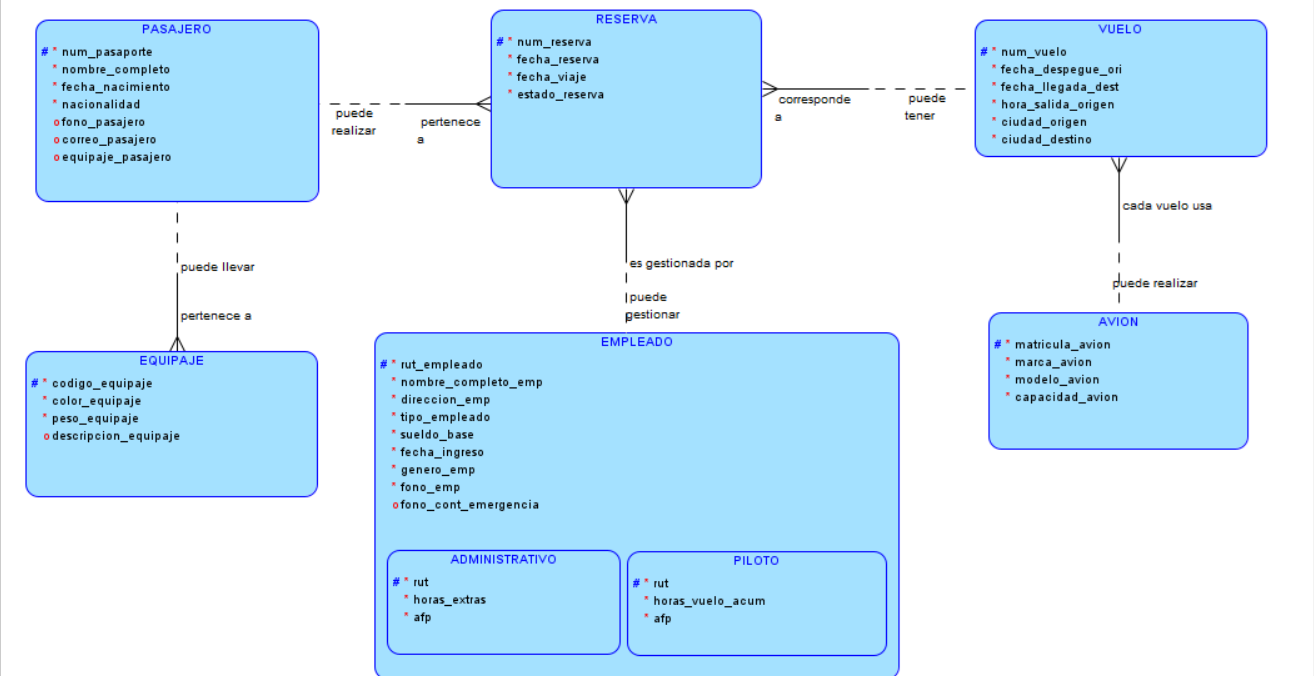 PASAJERO
# * num_pasaporte
* nombre_completo
* fecha_nacimiento
* nacionalidad
o fono_pasajero
o correo_pasajero
o equipaje_pasajero
puede
realizar
pertenece
a
RESERVA
# * num_reserva
* fecha_reserva
* fecha_viaje
* estado_reserva
corresponde
a
puede
tener
VUELO
# * num_vuelo
* fecha_despegue_ori
* fecha_llegada_dest
* hora_salida_origen
* ciudad_origen
* ciudad_destino
puede llevar
pertenece a
es gestionada por
puede
gestionar
cada vuelo usa
puede realizar
EQUIPAJE
# * codigo_equipaje
* color_equipaje
* peso_equipaje
o descripcion_equipaje
EMPLEADO
# * rut_empleado
* nombre_completo_emp
* direccion_emp
* tipo_empleado
* sueldo_base
* fecha_ingreso
* genero_emp
* fono_emp
o fono_cont_emergencia
ADMINISTRATIVO
# * rut
* horas_extras
* afp
PILOTO
# * rut
* horas_vuelo_acum
* afp
AVION
# * matricula_avion
* marca_avion
* modelo_avion
* capacidad_avion